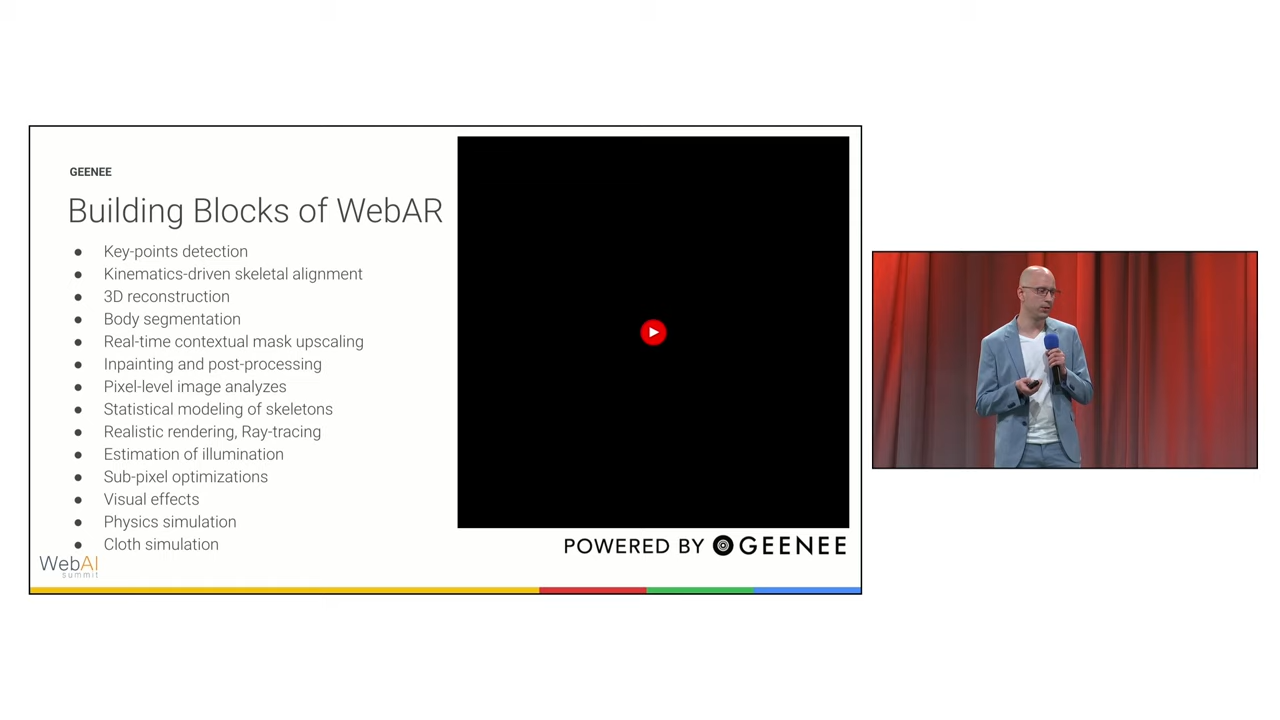 GEENEE
Building Blocks of WebAR
● Key-points detection
● Kinematics-driven skeletal alignment
● 3D reconstruction
● Body segmentation
● Real-time contextual mask upscaling
● Inpainting and post-processing
● Pixel-level image analyzes
● Statistical modeling of skeletons
● Realistic rendering, Ray-tracing
● Estimation of illumination
● Sub-pixel optimizations
● Visual effects
● Physics simulation
● Cloth simulation
POWERED BY GEENEE
WebAI
summit